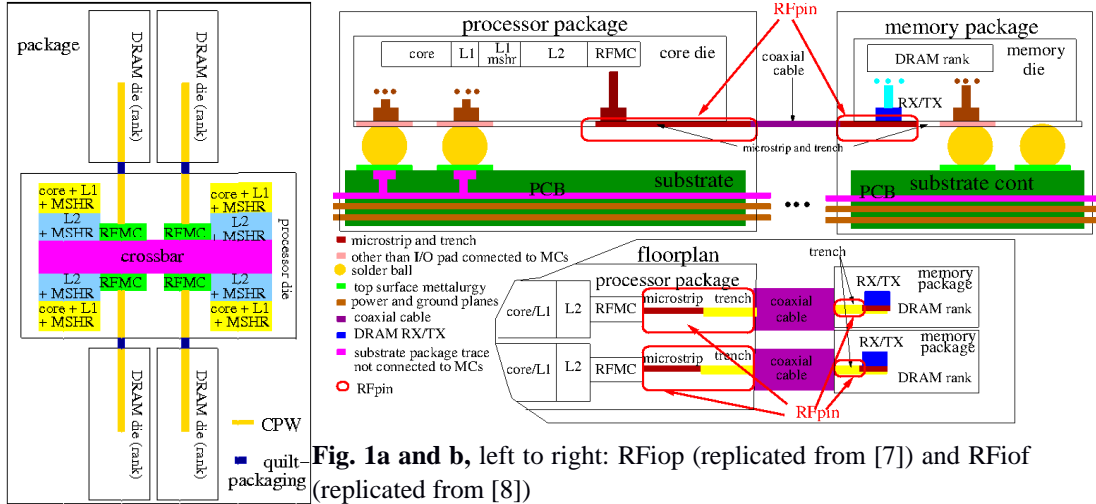 package
DRAM die (rank)
DRAM die (rank)
core + L1
+ MSHR
core + L1
+ MSHR
L2
+ MSHR
L2
+ MSHR
RFMC
RFMC
crossbar
processor die
L2
+ MSHR
RFMC
RFMC
L2
+ MSHR
core + L1
+ MSHR
core + L1
+ MSHR
DRAM die (rank)
DRAM die (rank)
CPW
quilt-
packaging
RFpin
processor package
memory package
core
L1
L1
mshr
L2
RFMC
core die
coaxial
cable
DRAM rank
memory
die
RX/TX
microstrip and trench
substrate
PCB
PCB
substrate cont
microstrip and trench
other than I/O pad connected to MCs
solder ball
top surface mettalurgy
power and ground planes
coaxial cable
DRAM RX/TX
substrate package trace
not connected to MCs
RFpin
floorplan
processor package
trench
memory
package
core/L1
L2
RFMC
microstrip
trench
coaxial
cable
RX/TX
DRAM rank
core/L1
L2
RFMC
microstrip
trench
coaxial
cable
RX/TX
memory
package
DRAM rank
RFpin
Fig. 1a and b, left to right: RFiop (replicated from [7]) and RFiof
(replicated from [8])